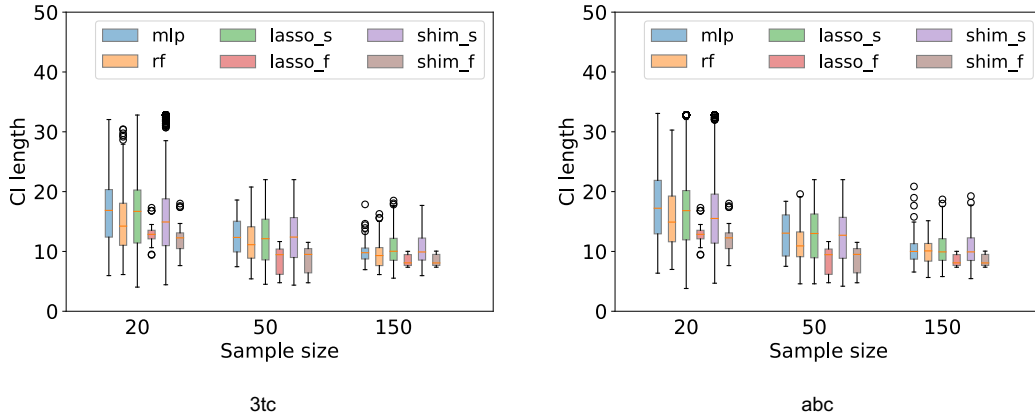 50
40
30
20
10
0
CI length
mlp
rf
lasso_s
lasso_f
shim_s
shim_f
20
50
150
Sample size
3tc
50
40
30
20
10
0
CI length
mlp
rf
lasso_s
lasso_f
shim_s
shim_f
20
50
150
Sample size
abc